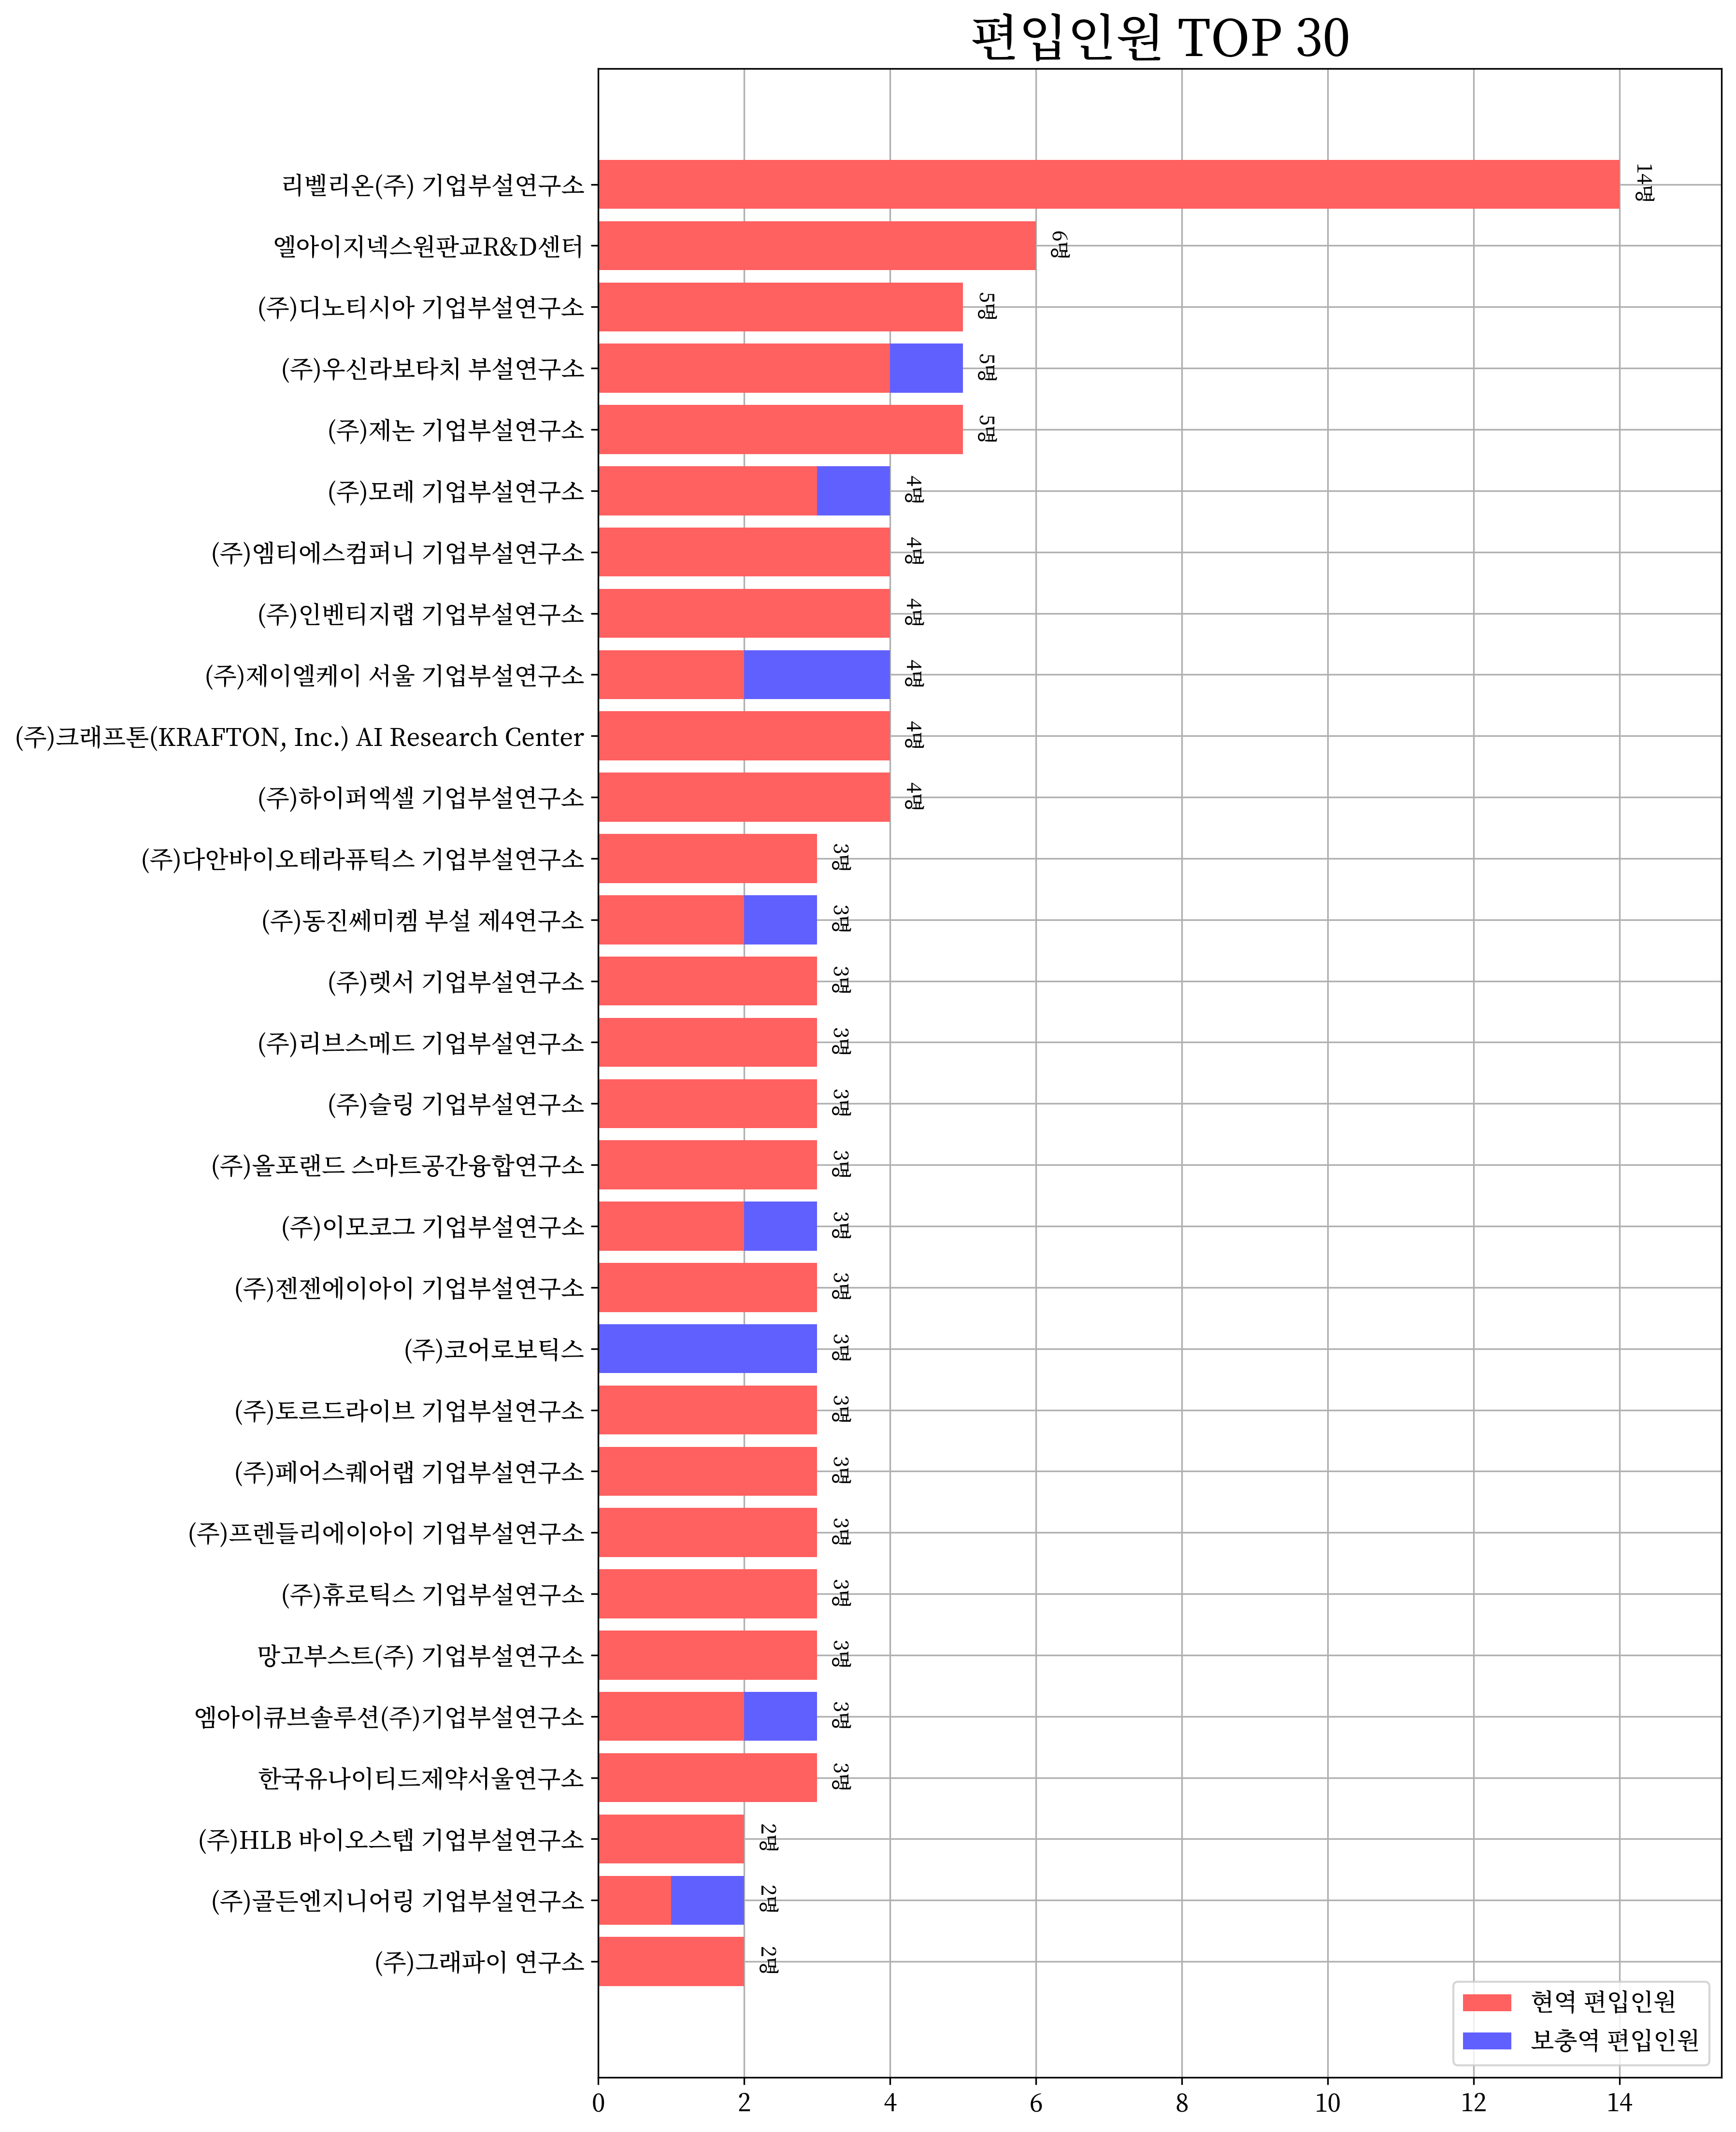 편입인원 TOP 30
리벨리온(주) 기업부설연구소 14명
엘아이지넥스원판교R&D센터 6명
(주)디노티시아 기업부설연구소 5명
(주)우신라보타치 부설연구소 5명
(주)제논 기업부설연구소 5명
(주)모레 기업부설연구소 4명
(주)엠티에스컴퍼니 기업부설연구소 4명
(주)인벤티지랩 기업부설연구소 4명
(주)제이엘케이 서울 기업부설연구소 4명
(주)크래프톤(KRAFTON, Inc.) AI Research Center 4명
(주)하이퍼엑셀 기업부설연구소 4명
(주)다안바이오테라퓨틱스 기업부설연구소 3명
(주)동진쎄미켐 부설 제4연구소 3명
(주)렛서 기업부설연구소 3명
(주)리브스메드 기업부설연구소 3명
(주)슬링 기업부설연구소 3명
(주)올포랜드 스마트공간융합연구소 3명
(주)이모코그 기업부설연구소 3명
(주)젠젠에이아이 기업부설연구소 3명
(주)코어로보틱스 3명
(주)토르드라이브 기업부설연구소 3명
(주)페어스퀘어랩 기업부설연구소 3명
(주)프렌들리에이아이 기업부설연구소 3명
(주)휴로틱스 기업부설연구소 3명
망고부스트(주) 기업부설연구소 3명
엠아이큐브솔루션(주)기업부설연구소 3명
한국유나이티드제약서울연구소 3명
(주)HLB 바이오스텝 기업부설연구소 2명
(주)골든엔지니어링 기업부설연구소 2명
(주)그래파이 연구소 2명
현역 편입인원
보충역 편입인원
0 2 4 6 8 10 12 14